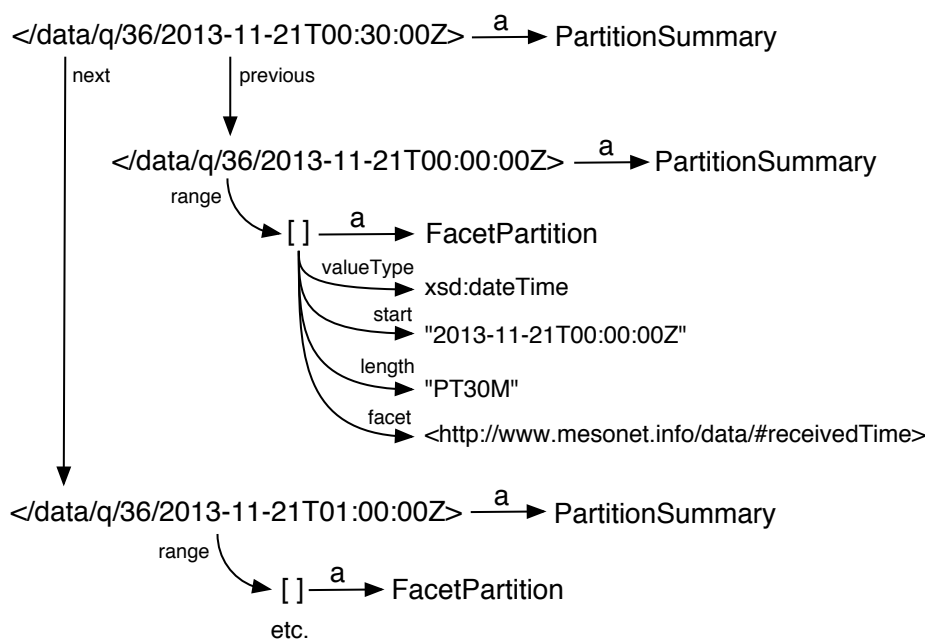 </data/q/36/2013-11-21T00:30:00Z> a PartitionSummary
next previous
</data/q/36/2013-11-21T00:00:00Z> a PartitionSummary
range
[ ] a FacetPartition
valueType
xsd:dateTime
start
"2013-11-21T00:00:00Z"
length
"PT30M"
facet
<http://www.mesonet.info/data/#receivedTime>
</data/q/36/2013-11-21T01:00:00Z> a PartitionSummary
range
[ ] a FacetPartition
etc.